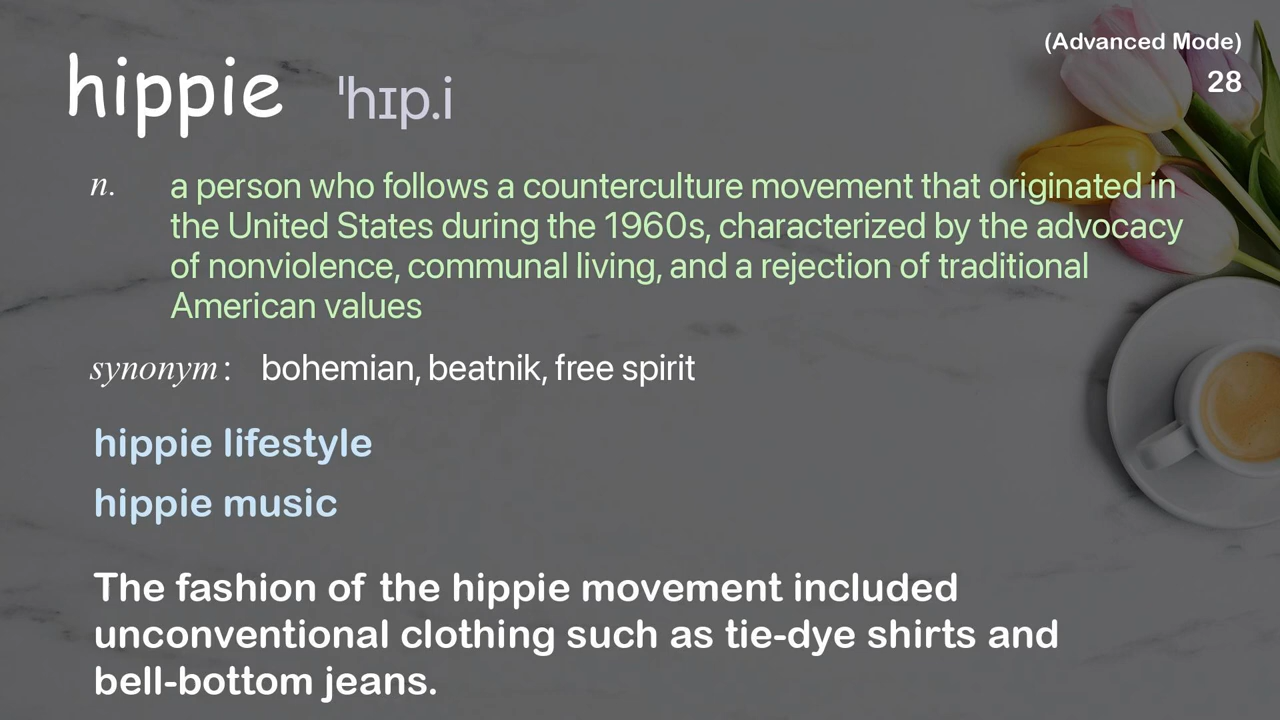 (Advanced Mode)
28
hippie ˈhɪp.i
n. a person who follows a counterculture movement that originated in
the United States during the 1960s, characterized by the advocacy
of nonviolence, communal living, and a rejection of traditional
American values
synonym: bohemian, beatnik, free spirit
hippie lifestyle
hippie music
The fashion of the hippie movement included
unconventional clothing such as tie-dye shirts and
bell-bottom jeans.